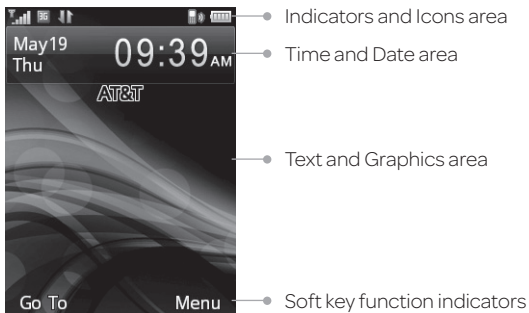 3G
Indicators and Icons area
May19
Thu
09:39AM
Time and Date area
AT&T
Text and Graphics area
Go To
Menu
Soft key function indicators